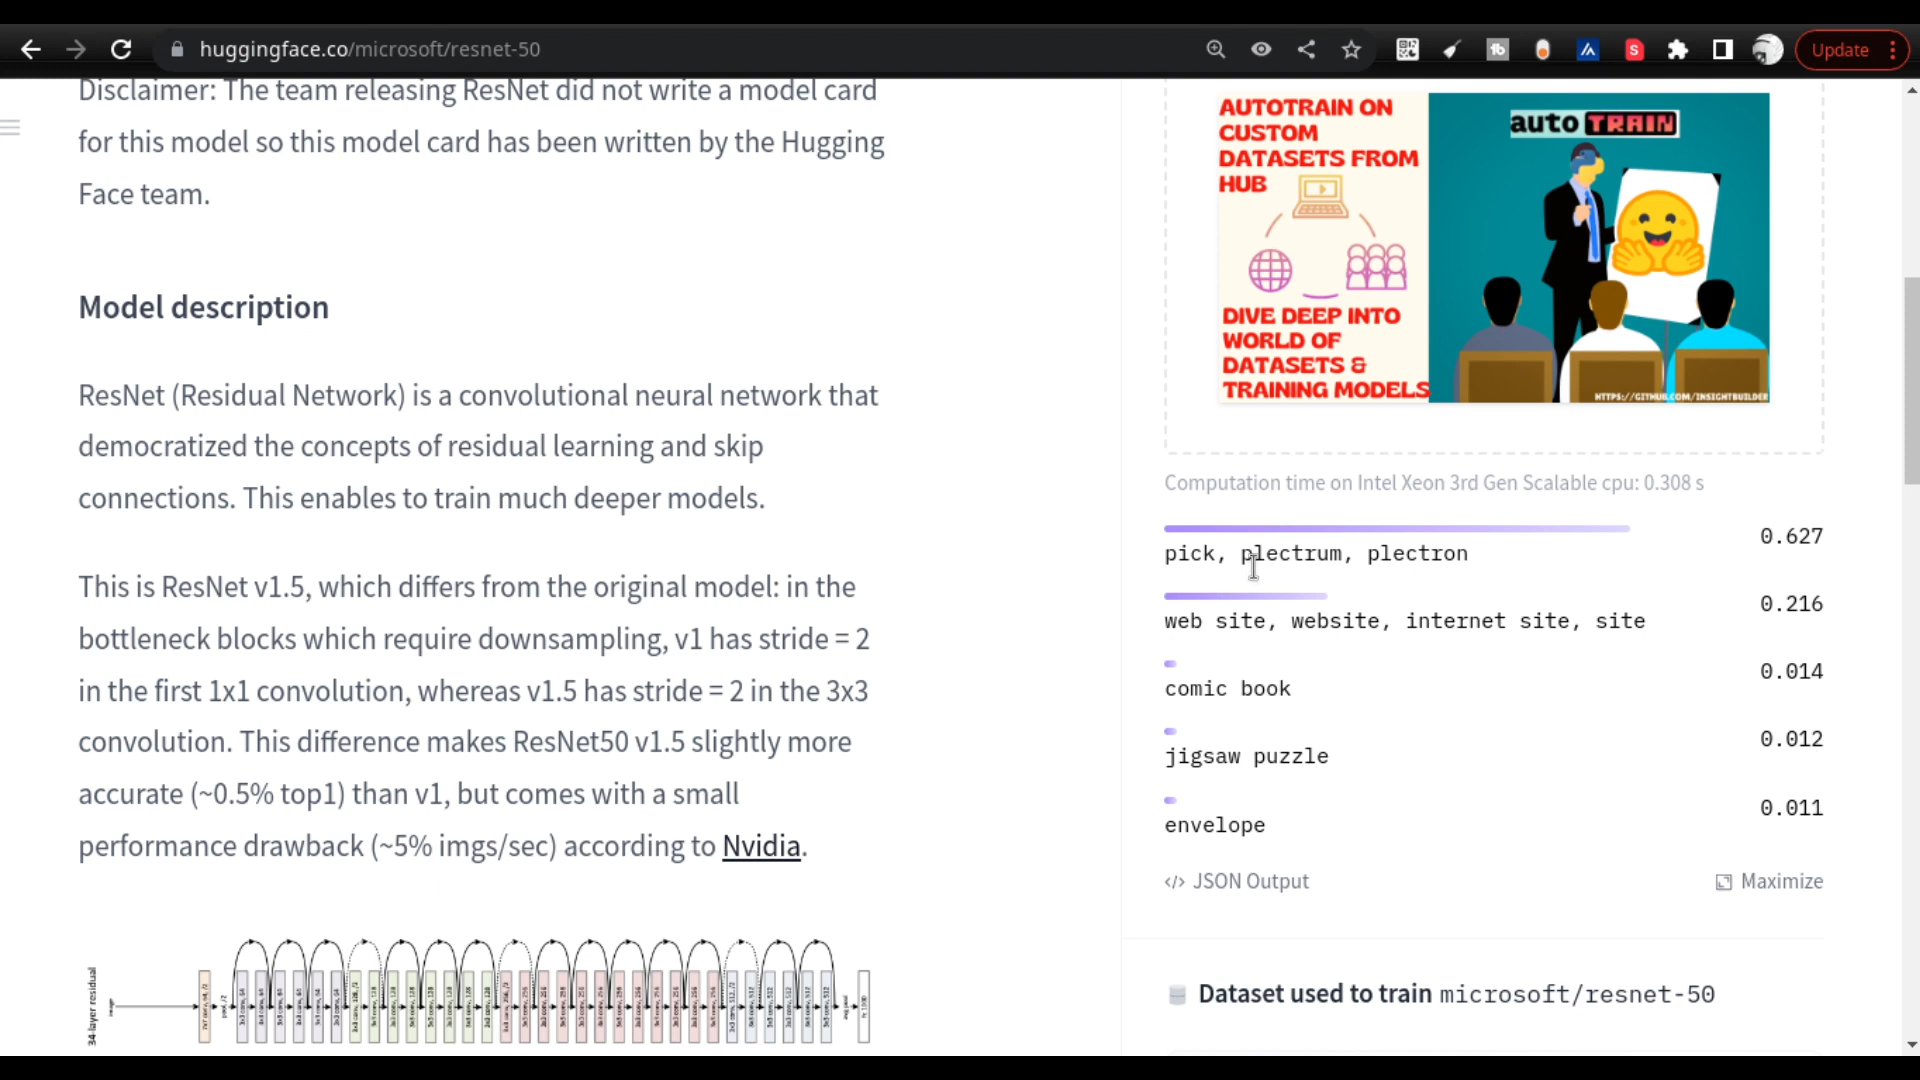 huggingface.co/microsoft/resnet-50
Update
Disclaimer: The team releasing ResNet did not write a model card
for this model so this model card has been written by the Hugging
Face team.
Model description
ResNet (Residual Network) is a convolutional neural network that
democratized the concepts of residual learning and skip
connections. This enables to train much deeper models.
This is ResNet v1.5, which differs from the original model: in the
bottleneck blocks which require downsampling, v1 has stride = 2
in the first 1x1 convolution, whereas v1.5 has stride = 2 in the 3x3
convolution. This difference makes ResNet50 v1.5 slightly more
accurate (~0.5% top1) than v1, but comes with a small
performance drawback (~5% imgs/sec) according to Nvidia.
34-layer residual
AUTOTRAIN ON
CUSTOM
DATASETS FROM
HUB
DIVE DEEP INTO
WORLD OF
DATASETS &
TRAINING MODELS
auto TRAIN
HTTPS://GITHUB.COM/INSIGHTBUILDER
Computation time on Intel Xeon 3rd Gen Scalable cpu: 0.308 s
pick, plectrum, plectron 0.627
web site, website, internet site, site 0.216
comic book 0.014
jigsaw puzzle 0.012
envelope 0.011
</> JSON Output
Maximize
Dataset used to train microsoft/resnet-50